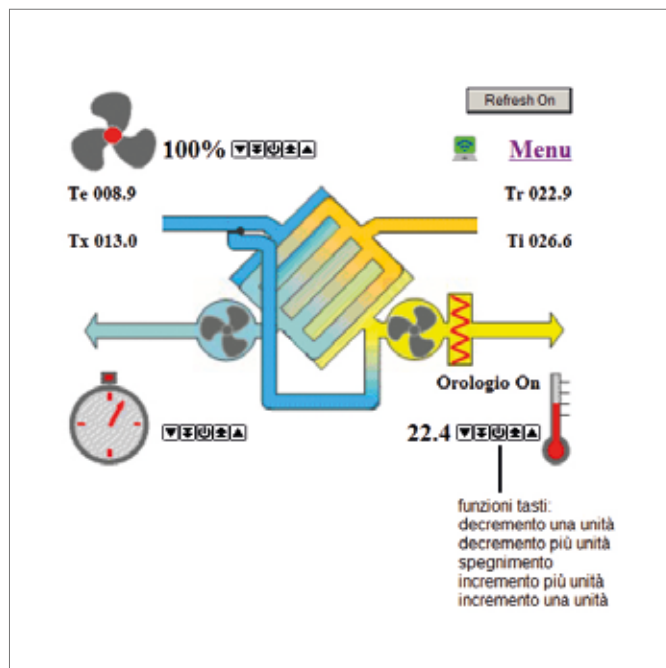 Refresh On
100%
Menu
Te 008.9
Tr 022.9
Tx 013.0
Ti 026.6
Orologio On
22.4
funzioni tasti:
decremento una unità
decremento più unità
spegnimento
incremento più unità
incremento una unità